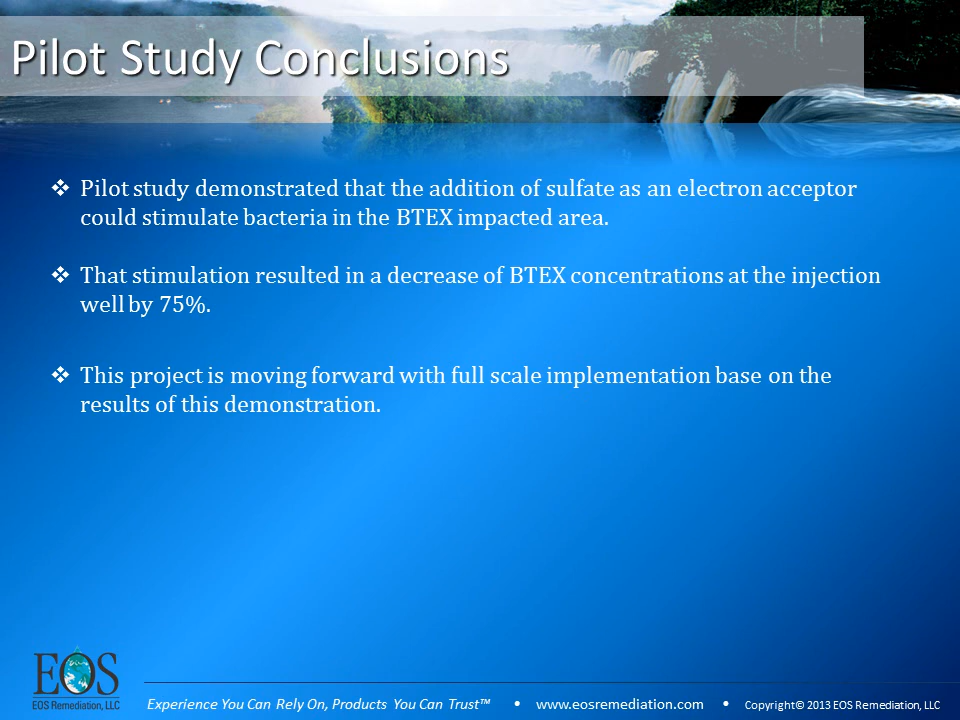 Pilot Study Conclusions
❖ Pilot study demonstrated that the addition of sulfate as an electron acceptor
could stimulate bacteria in the BTEX impacted area.
❖ That stimulation resulted in a decrease of BTEX concentrations at the injection
well by 75%.
❖ This project is moving forward with full scale implementation base on the
results of this demonstration.
EOS
EOS Remediation, LLC
Experience You Can Rely On, Products You Can Trust™ • www.eosremediation.com • Copyright© 2013 EOS Remediation, LLC